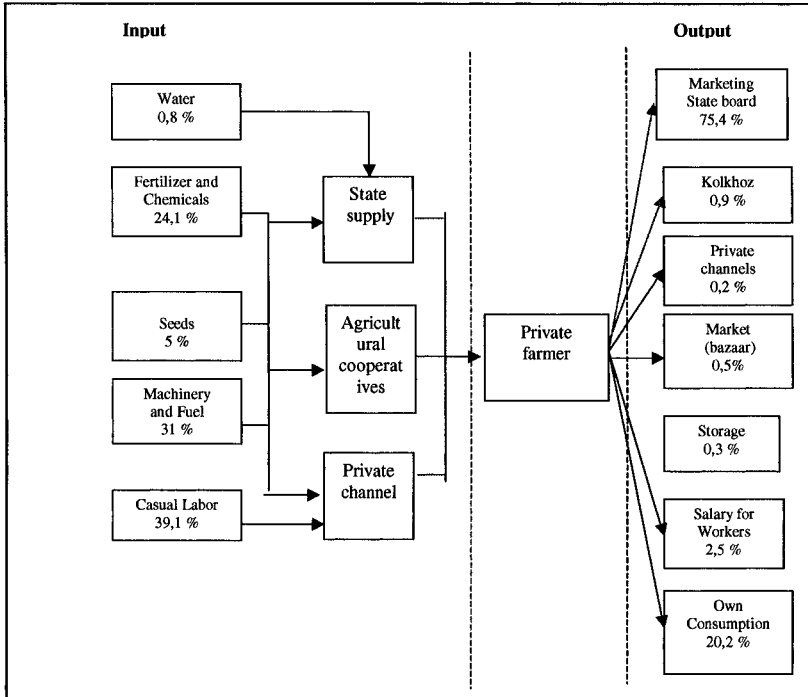 Input
Output
Water
0,8 %
Fertilizer and
Chemicals
24,1 %
Seeds
5 %
Machinery
and Fuel
31 %
Casual Labor
39,1 %
State
supply
Agricult
ural
cooperat
ives
Private
channel
Private
farmer
Marketing
State board
75,4 %
Kolkhoz
0,9 %
Private
channels
0,2 %
Market
(bazaar)
0,5%
Storage
0,3 %
Salary for
Workers
2,5 %
Own
Consumption
20,2 %